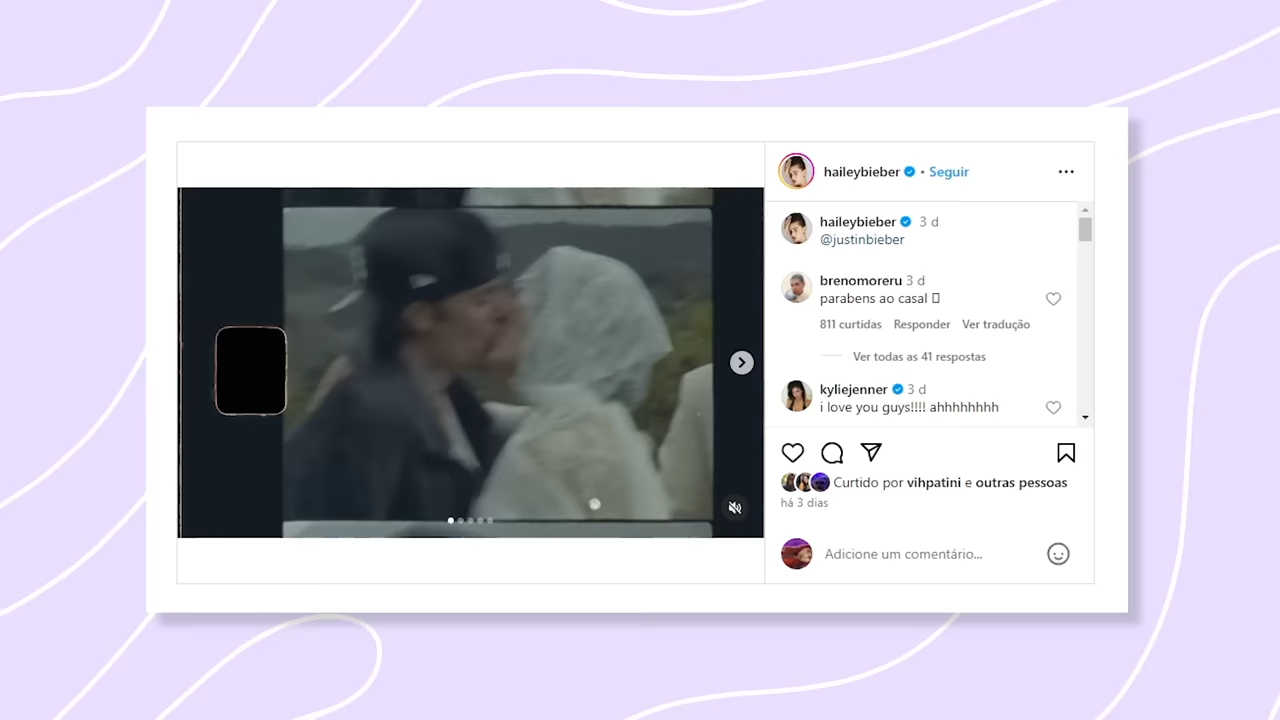 haileybieber • Seguir
haileybieber 3 d
@justinbieber
brenomoreru 3 d
parabens ao casal
811 curtidas Responder Ver tradução
Ver todas as 41 respostas
kyliejenner 3 d
i love you guys!!!! ahhhhhhhh
Curtido por vihpatini e outras pessoas
há 3 dias
Adicione um comentário...